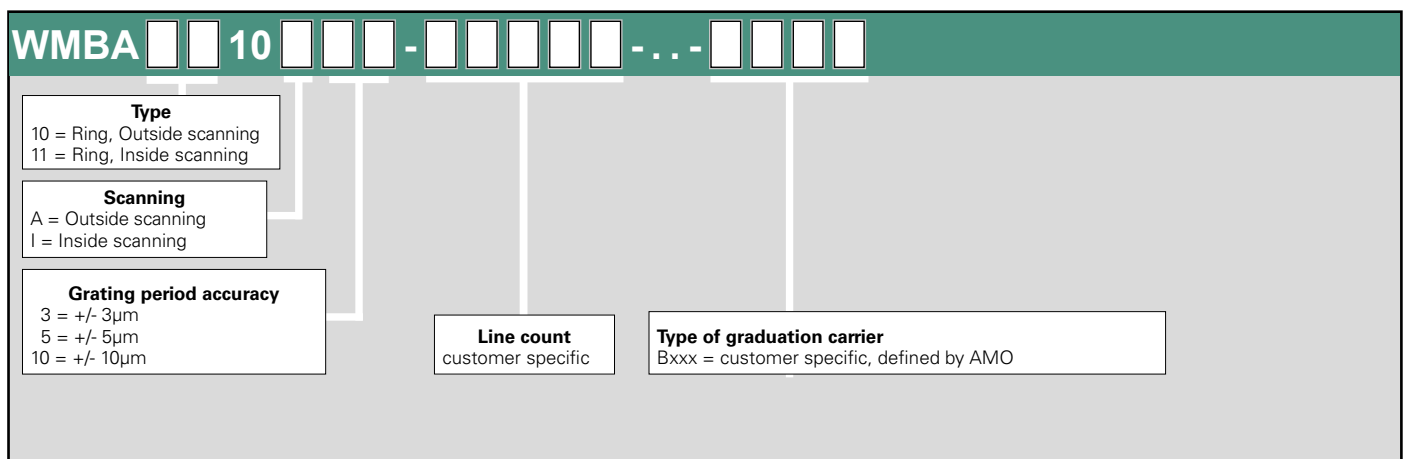 WMBA 10 - - . . -
Type
10 = Ring, Outside scanning
11 = Ring, Inside scanning
Scanning
A = Outside scanning
I = Inside scanning
Grating period accuracy
3 = +/- 3µm
5 = +/- 5µm
10 = +/- 10µm
Line count
customer specific
Type of graduation carrier
Bxxx = customer specific, defined by AMO